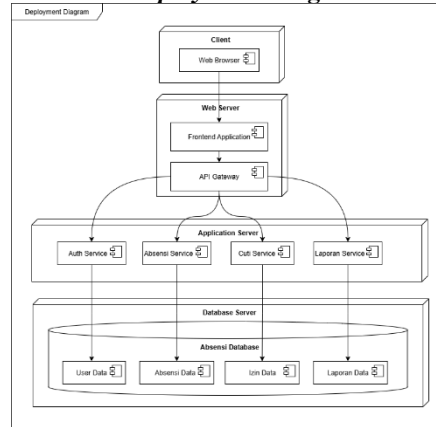 Deployment Diagram
Client
Web Browser
Web Server
Frontend Application
API Gateway
Application Server
Auth Service
Absensi Service
Cuti Service
Laporan Service
Database Server
Absensi Database
User Data
Absensi Data
Izin Data
Laporan Data